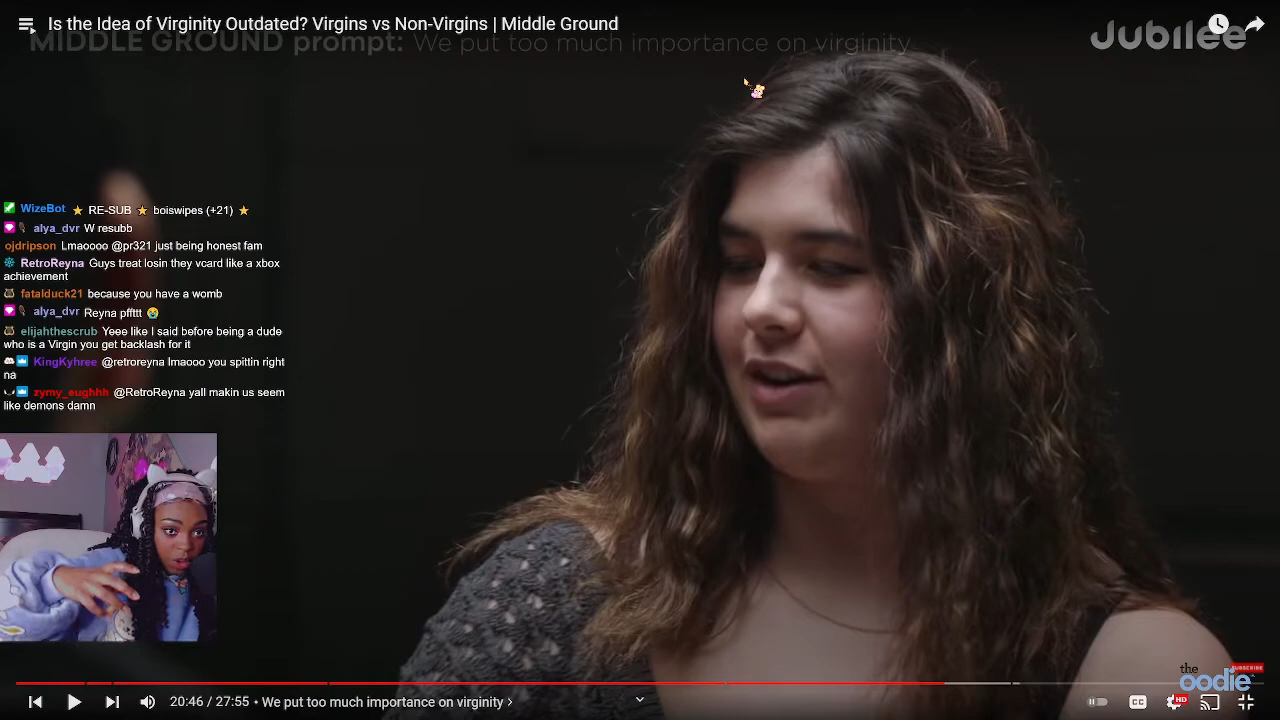 Is the Idea of Virginity Outdated? Virgins vs Non-Virgins | Middle Ground
MIDDLE GROUND prompt: We put too much importance on virginity
Jubilee
WizeBot ⭐ RE-SUB ⭐ boiswipes (+21) ⭐
alya_dvr W resubb
ojdripson Lmaoooo @pr321 just being honest fam
RetroReyna Guys treat losin they vcard like a xbox
achievement
fatalduck21 because you have a womb
alya_dvr Reyna pffttt 😭
elijahthescrub Yeee like I said before being a dude
who is a Virgin you get backlash for it
KingKyhree @retroreyna lmaooo you spittin right
na
zymy_eughhh @RetroReyna yall makin us seem
like demons damn
SUBSCRIBE
the
oodie
20:46 / 27:55 • We put too much importance on virginity
CC
HD